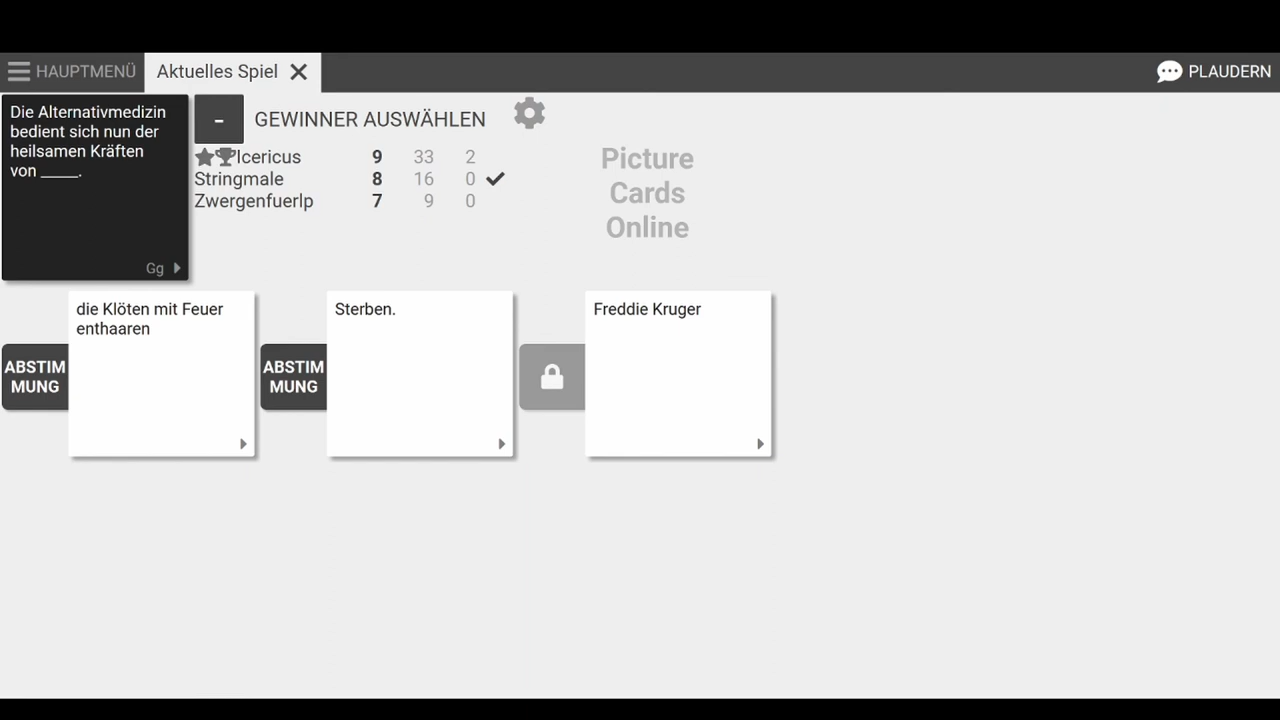 HAUPTMENÜ
Aktuelles Spiel
PLAUDERN
Die Alternativmedizin
bedient sich nun der
heilsamen Kräften
von _____.
Gg
-
GEWINNER AUSWÄHLEN
Icericus 9 33 2
Stringmale 8 16 0
Zwergenfuerlp 7 9 0
Picture
Cards
Online
ABSTIM
MUNG
die Klöten mit Feuer
enthaaren
ABSTIM
MUNG
Sterben.
Freddie Kruger